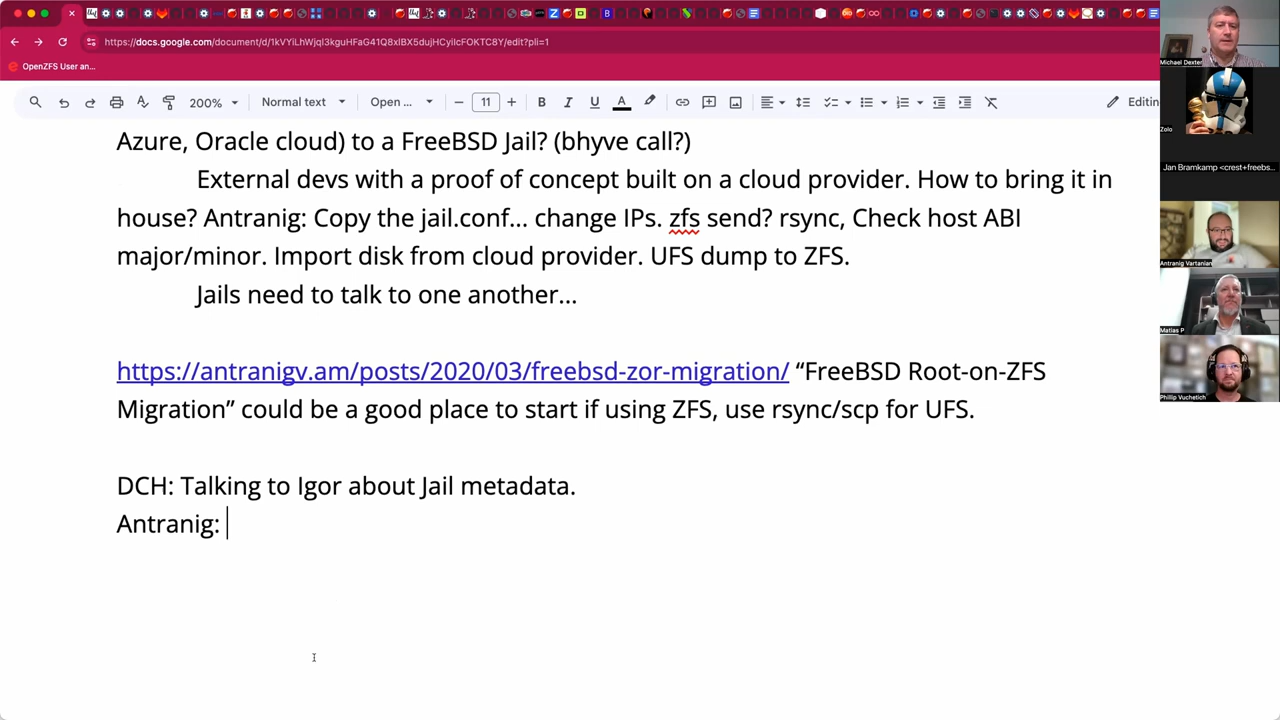 https://docs.google.com/document/d/1kVYiLhWjqI3kguHFaG41Q8xlBX5dujHCyiIcFOKTC8Y/edit?pli=1
OpenZFS User an...
200%
Normal text
Open ...
11
B
I
U
A
Editin
Azure, Oracle cloud) to a FreeBSD Jail? (bhyve call?)
External devs with a proof of concept built on a cloud provider. How to bring it in
house? Antranig: Copy the jail.conf... change IPs. zfs send? rsync, Check host ABI
major/minor. Import disk from cloud provider. UFS dump to ZFS.
Jails need to talk to one another...
https://antranigv.am/posts/2020/03/freebsd-zor-migration/ “FreeBSD Root-on-ZFS
Migration” could be a good place to start if using ZFS, use rsync/scp for UFS.
DCH: Talking to Igor about Jail metadata.
Antranig:
Michael Dexter
Zolo
Jan Bramkamp <crest+freebs...
Antranig Vartanian
Matias P
Phillip Vuchetich